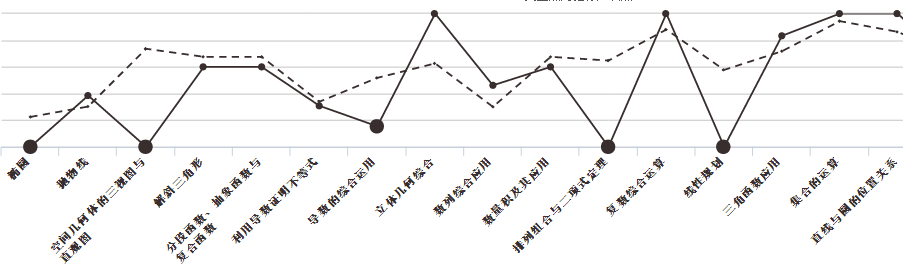 椭圆
抛物线
空间几何体的三视图与
直观图
解斜三角形
分段函数、抽象函数与
复合函数
利用导数证明不等式
导数的综合运用
立体几何综合
数列综合应用
数量积及其应用
排列组合与二项式定理
复数综合运算
线性规划
三角函数应用
集合的运算
直线与圆的位置关系